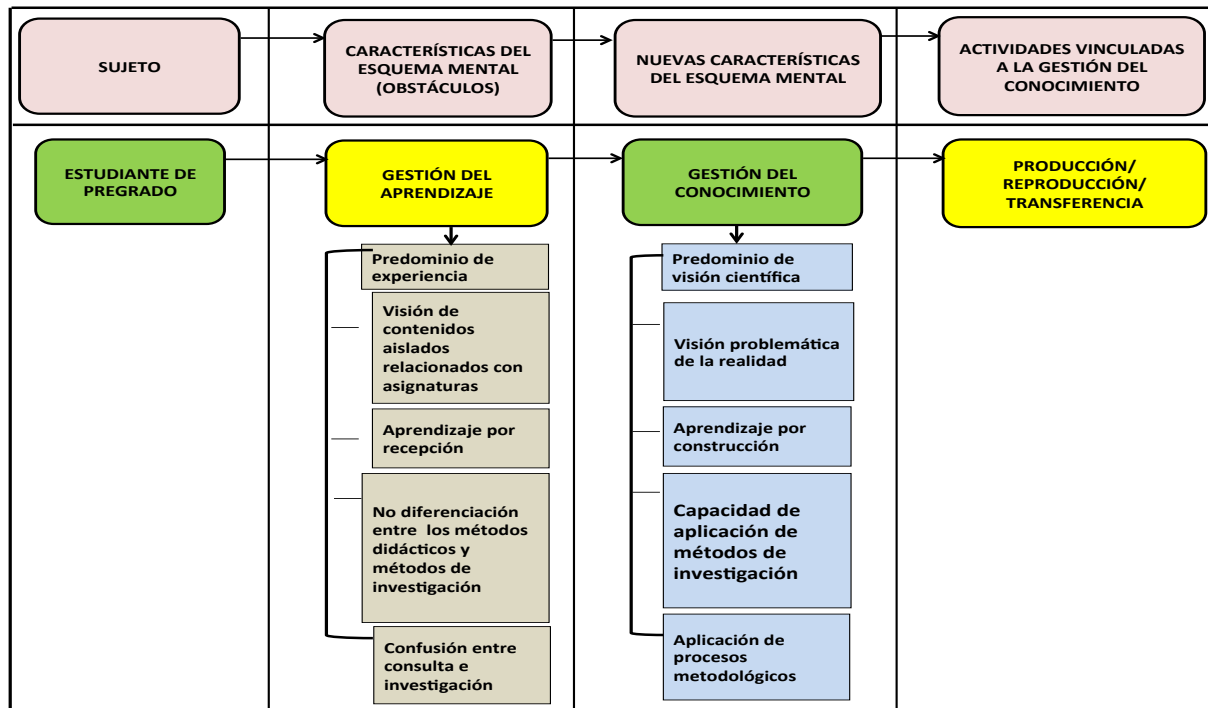 SUJETO
CARACTERÍSTICAS DEL
ESQUEMA MENTAL
(OBSTÁCULOS)
NUEVAS CARACTERÍSTICAS
DEL ESQUEMA MENTAL
ACTIVIDADES VINCULADAS
A LA GESTIÓN DEL
CONOCIMIENTO
ESTUDIANTE DE
PREGRADO
GESTIÓN DEL
APRENDIZAJE
GESTIÓN DEL
CONOCIMIENTO
PRODUCCIÓN/
REPRODUCCIÓN/
TRANSFERENCIA
Predominio de
experiencia
Visión de
contenidos
aislados
relacionados con
asignaturas
Aprendizaje por
recepción
No diferenciación
entre los métodos
didácticos y
métodos de
investigación
Confusión entre
consulta e
investigación
Predominio de
visión científica
Visión problemática
de la realidad
Aprendizaje por
construcción
Capacidad de
aplicación de
métodos de
investigación
Aplicación de
procesos
metodológicos